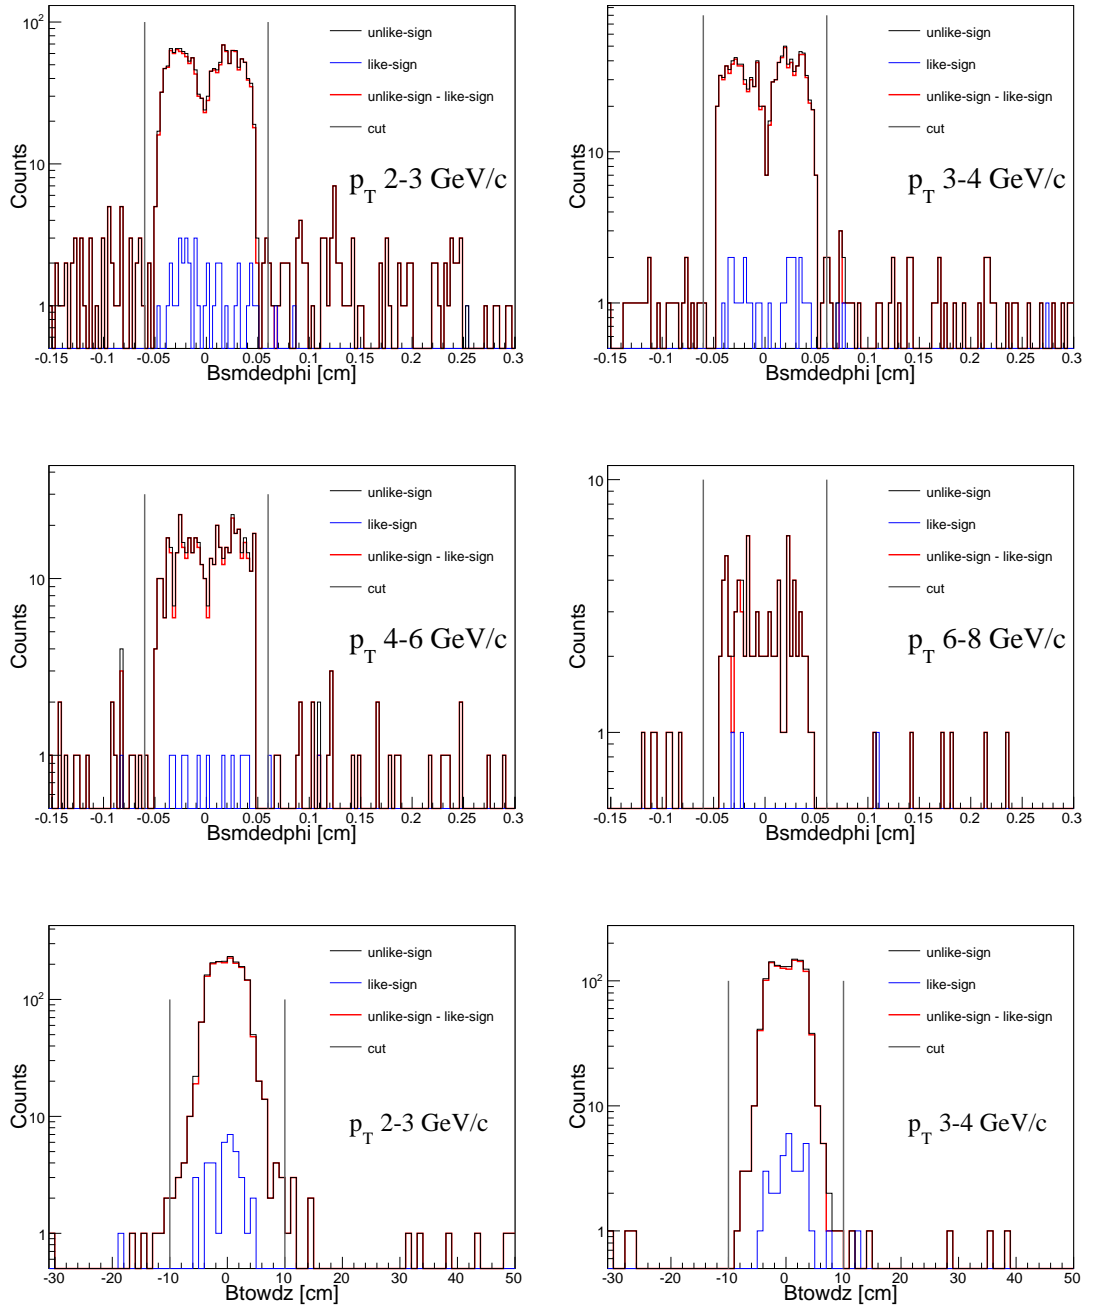 10²
10
1
Counts
unlike-sign
like-sign
unlike-sign - like-sign
cut
p_T 2-3 GeV/c
-0.15 -0.1 -0.05 0 0.05 0.1 0.15 0.2 0.25 0.3
Bsmdedphi [cm]
10
1
Counts
unlike-sign
like-sign
unlike-sign - like-sign
cut
p_T 3-4 GeV/c
-0.15 -0.1 -0.05 0 0.05 0.1 0.15 0.2 0.25 0.3
Bsmdedphi [cm]
10
1
Counts
unlike-sign
like-sign
unlike-sign - like-sign
cut
p_T 4-6 GeV/c
-0.15 -0.1 -0.05 0 0.05 0.1 0.15 0.2 0.25 0.3
Bsmdedphi [cm]
10
1
Counts
unlike-sign
like-sign
unlike-sign - like-sign
cut
p_T 6-8 GeV/c
-0.15 -0.1 -0.05 0 0.05 0.1 0.15 0.2 0.25 0.3
Bsmdedphi [cm]
10²
10
1
Counts
unlike-sign
like-sign
unlike-sign - like-sign
cut
p_T 2-3 GeV/c
-30 -20 -10 0 10 20 30 40 50
Btowdz [cm]
10²
10
1
Counts
unlike-sign
like-sign
unlike-sign - like-sign
cut
p_T 3-4 GeV/c
-30 -20 -10 0 10 20 30 40 50
Btowdz [cm]